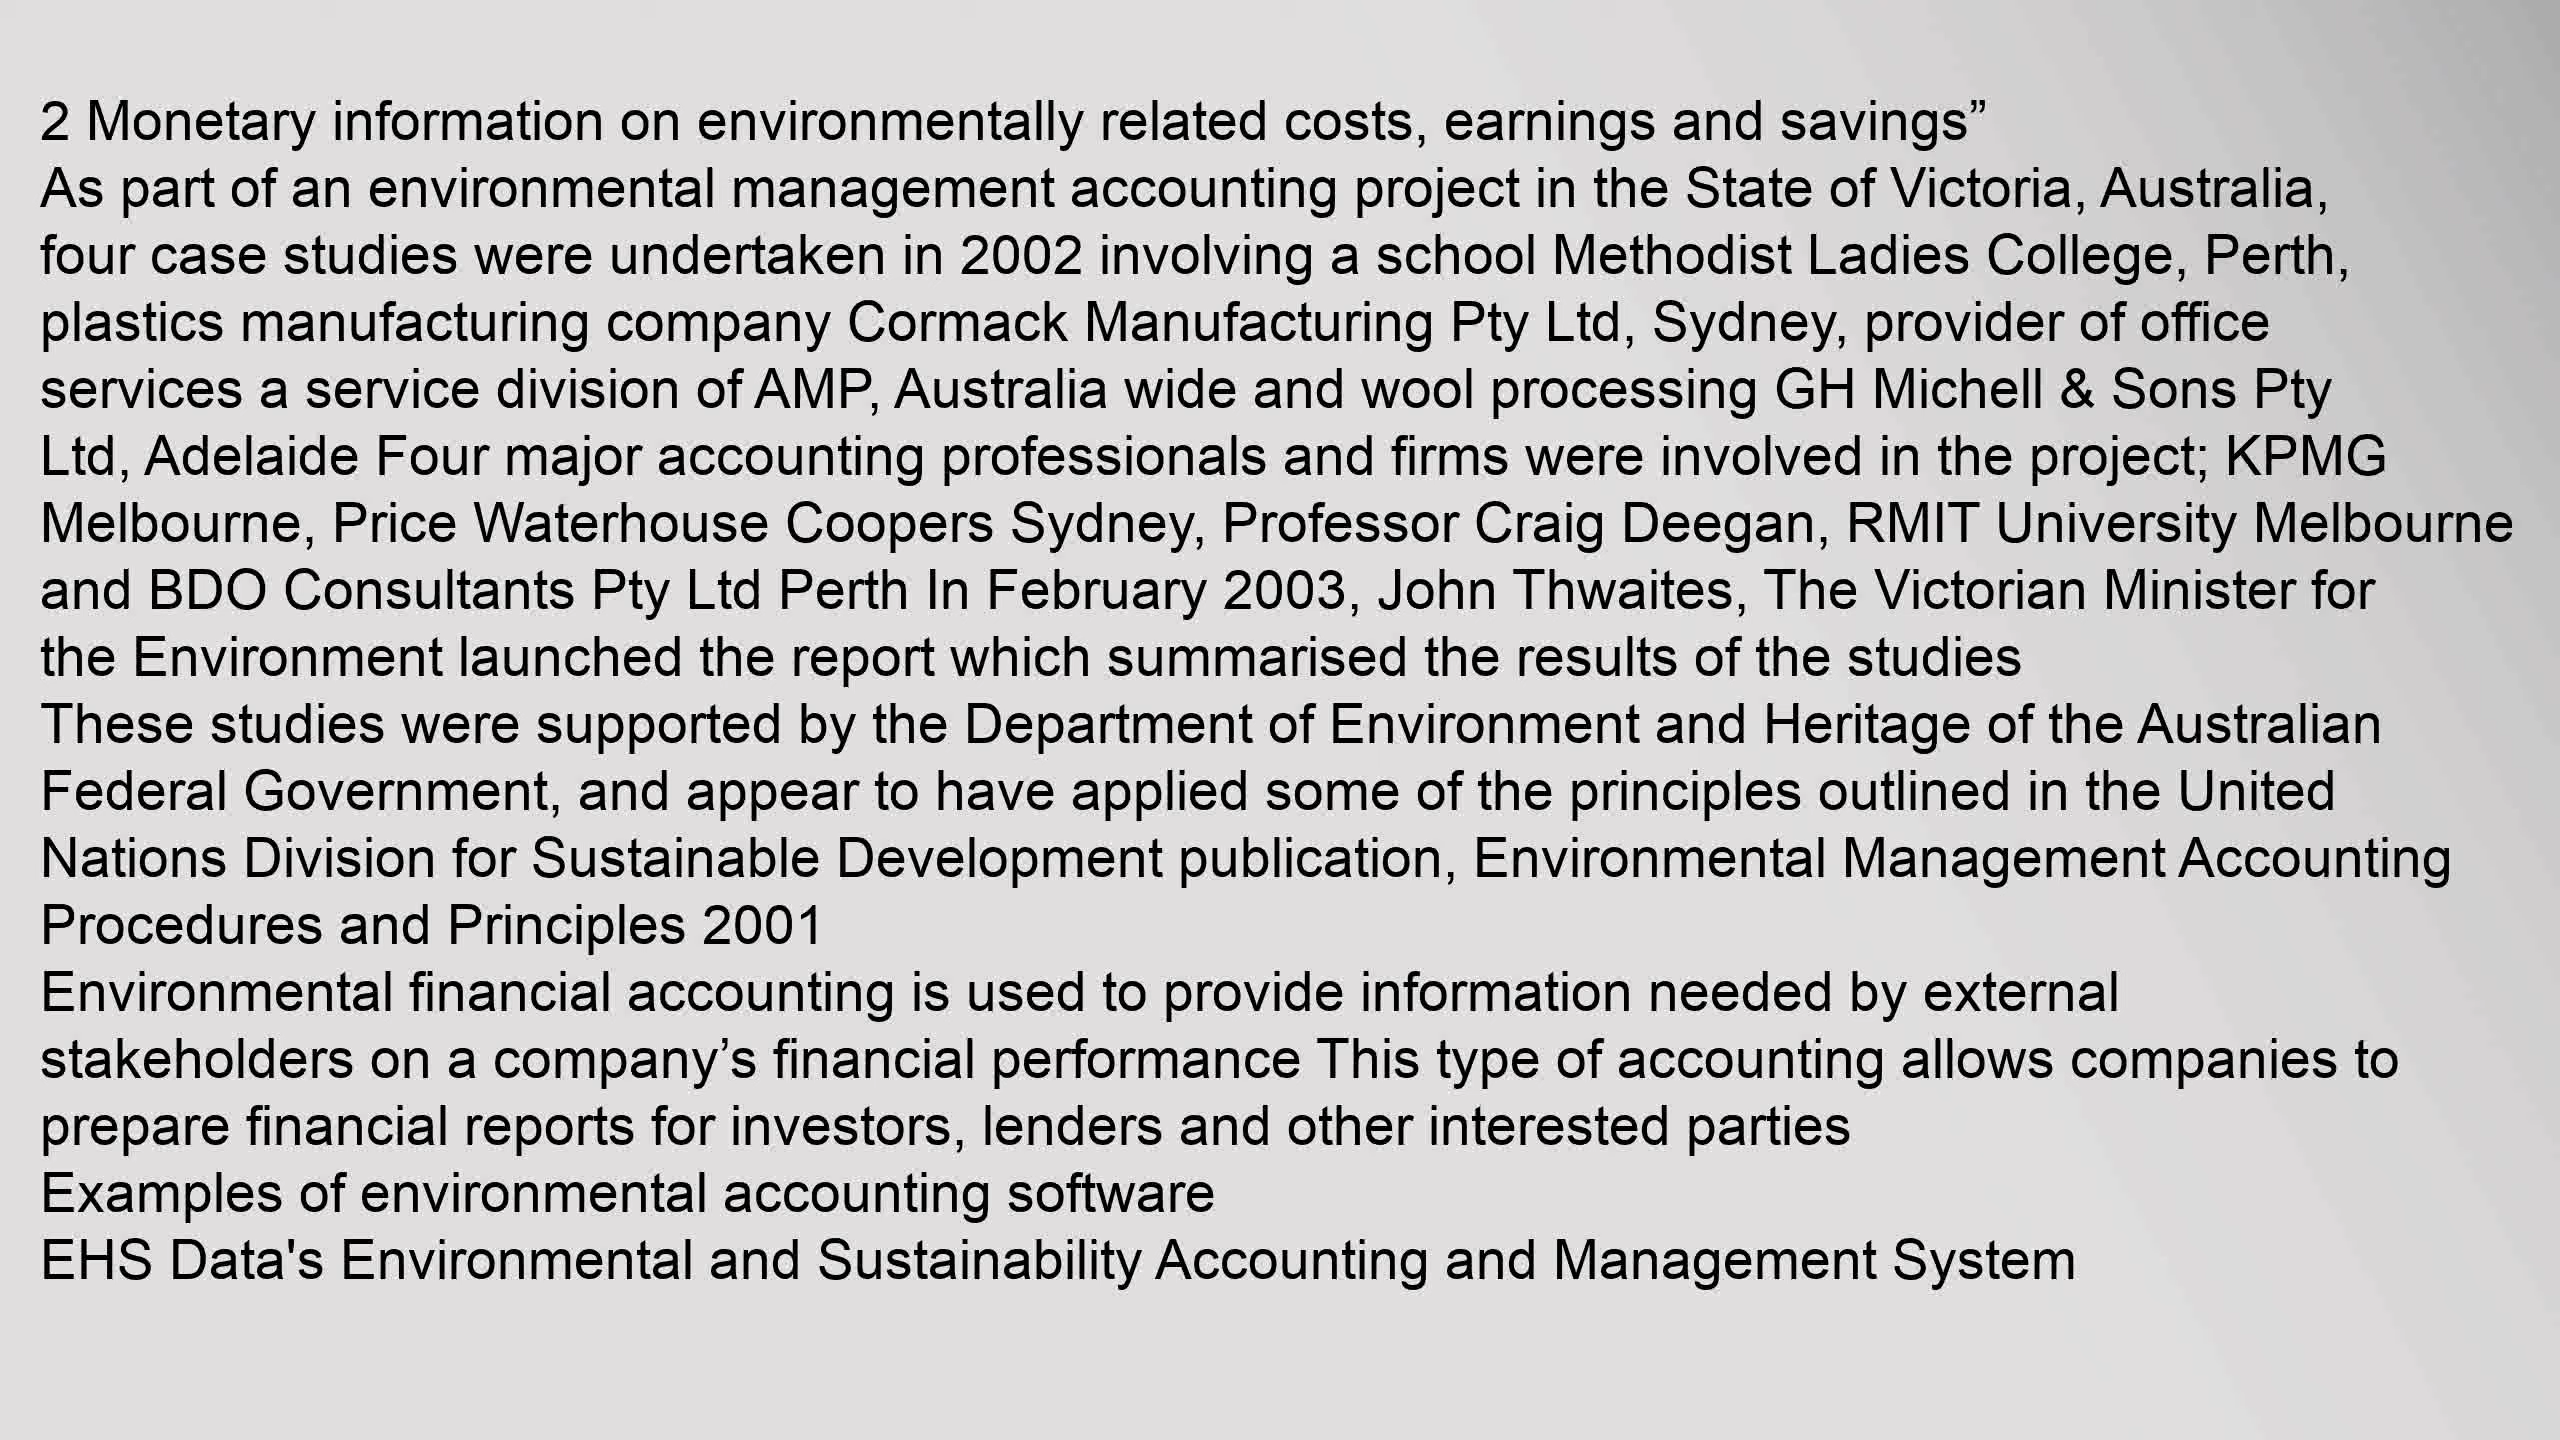 2 Monetary information on environmentally related costs, earnings and savings”
As part of an environmental management accounting project in the State of Victoria, Australia,
four case studies were undertaken in 2002 involving a school Methodist Ladies College, Perth,
plastics manufacturing company Cormack Manufacturing Pty Ltd, Sydney, provider of office
services a service division of AMP, Australia wide and wool processing GH Michell & Sons Pty
Ltd, Adelaide Four major accounting professionals and firms were involved in the project; KPMG
Melbourne, Price Waterhouse Coopers Sydney, Professor Craig Deegan, RMIT University Melbourne
and BDO Consultants Pty Ltd Perth In February 2003, John Thwaites, The Victorian Minister for
the Environment launched the report which summarised the results of the studies
These studies were supported by the Department of Environment and Heritage of the Australian
Federal Government, and appear to have applied some of the principles outlined in the United
Nations Division for Sustainable Development publication, Environmental Management Accounting
Procedures and Principles 2001
Environmental financial accounting is used to provide information needed by external
stakeholders on a company’s financial performance This type of accounting allows companies to
prepare financial reports for investors, lenders and other interested parties
Examples of environmental accounting software
EHS Data's Environmental and Sustainability Accounting and Management System